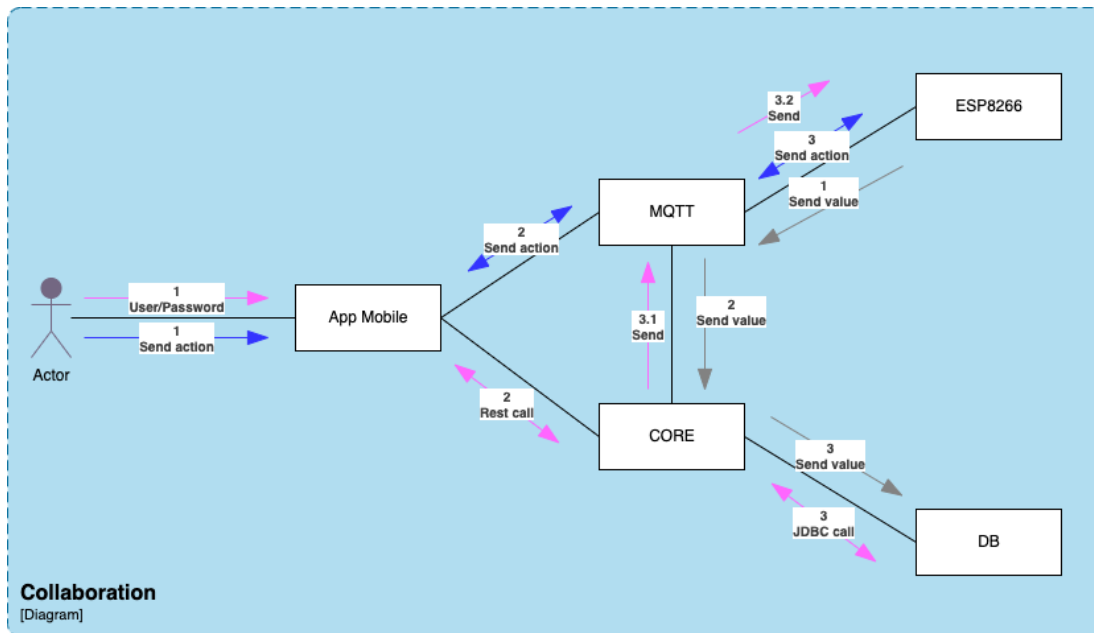 3.2
Send
ESP8266
3
Send action
1
Send value
MQTT
2
Send action
1
User/Password
App Mobile
1
Send action
Actor
3.1
Send
2
Send value
2
Rest call
CORE
3
Send value
3
JDBC call
DB
Collaboration
[Diagram]